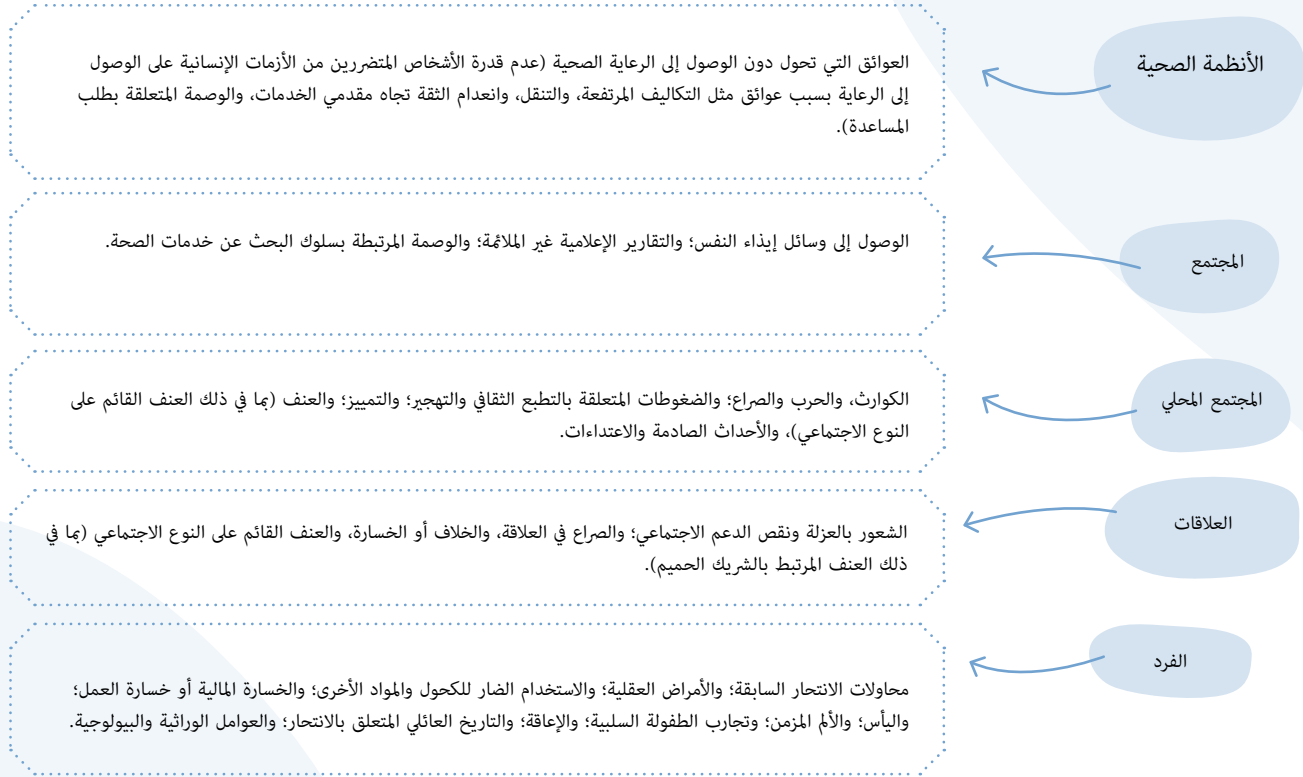 الأنظمة الصحية
العوائق التي تحول دون الوصول إلى الرعاية الصحية (عدم قدرة الأشخاص المتضررين من الأزمات الإنسانية على الوصول
إلى الرعاية بسبب عوائق مثل التكاليف المرتفعة، والتنقل، وانعدام الثقة تجاه مقدمي الخدمات، والوصمة المتعلقة بطلب
المساعدة).
المجتمع
الوصول إلى وسائل إيذاء النفس؛ والتقارير الإعلامية غير الملائمة؛ والوصمة المرتبطة بسلوك البحث عن خدمات الصحة.
المجتمع المحلي
الكوارث، والحرب والصراع؛ والضغوطات المتعلقة بالتطبع الثقافي والتهجير؛ والتمييز؛ والعنف (بما في ذلك العنف القائم على
النوع الاجتماعي)، والأحداث الصادمة والاعتداءات.
العلاقات
الشعور بالعزلة ونقص الدعم الاجتماعي؛ والصراع في العلاقة، والخلاف أو الخسارة، والعنف القائم على النوع الاجتماعي (بما في
ذلك العنف المرتبط بالشريك الحميم).
الفرد
محاولات الانتحار السابقة؛ والأمراض العقلية؛ والاستخدام الضار للكحول والمواد الأخرى؛ والخسارة المالية أو خسارة العمل؛
واليأس؛ والألم المزمن؛ وتجارب الطفولة السلبية؛ والإعاقة؛ والتاريخ العائلي المتعلق بالانتحار؛ والعوامل الوراثية والبيولوجية.